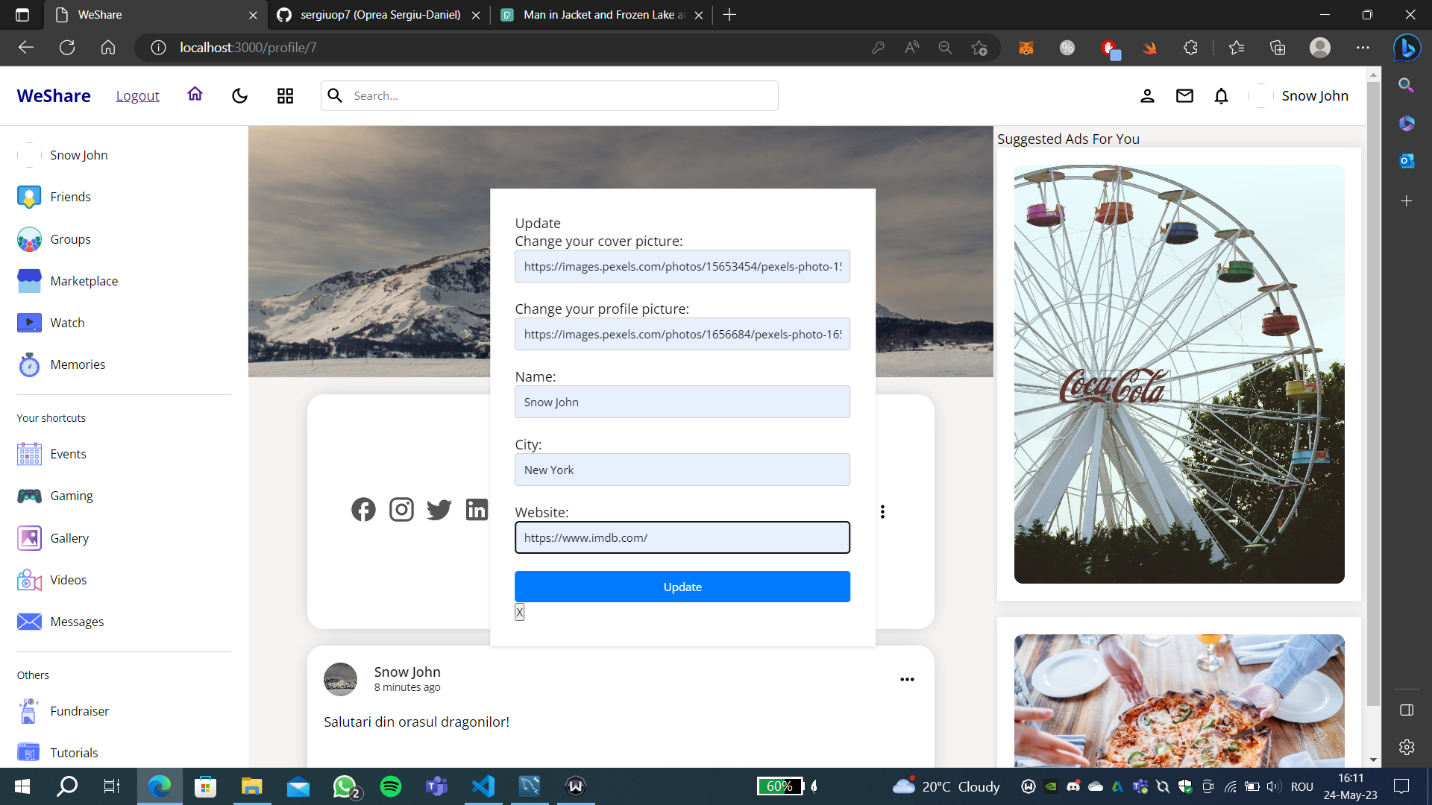 WeShare
sergiuop7 (Oprea Sergiu-Daniel)
Man in Jacket and Frozen Lake a
localhost:3000/profile/7
WeShare
Logout
Search...
Snow John
Snow John
Friends
Groups
Marketplace
Watch
Memories
Your shortcuts
Events
Gaming
Gallery
Videos
Messages
Others
Fundraiser
Tutorials
Update
Change your cover picture:
https://images.pexels.com/photos/15653454/pexels-photo-15
Change your profile picture:
https://images.pexels.com/photos/1656684/pexels-photo-165
Name:
Snow John
City:
New York
Website:
https://www.imdb.com/
Update
X
Snow John
8 minutes ago
Salutari din orasul dragonilor!
Suggested Ads For You
Coca-Cola
2
60%
20°C Cloudy
ROU
16:11
24-May-23